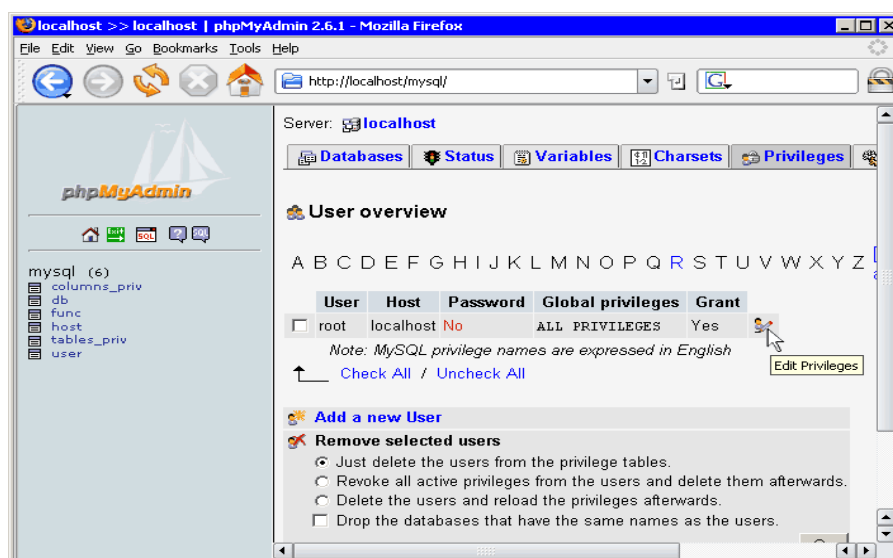 localhost >> localhost | phpMyAdmin 2.6.1 - Mozilla Firefox
File Edit View Go Bookmarks Tools Help
http://localhost/mysql/
G
phpMyAdmin
SQL
SQL
mysql (6)
columns_priv
db
func
host
tables_priv
user
Server: localhost
Databases Status Variables Charsets Privileges
User overview
A B C D E F G H I J K L M N O P Q R S T U V W X Y Z
User Host Password Global privileges Grant
root localhost No ALL PRIVILEGES Yes
Note: MySQL privilege names are expressed in English
Edit Privileges
Check All / Uncheck All
Add a new User
Remove selected users
Just delete the users from the privilege tables.
Revoke all active privileges from the users and delete them afterwards.
Delete the users and reload the privileges afterwards.
Drop the databases that have the same names as the users.